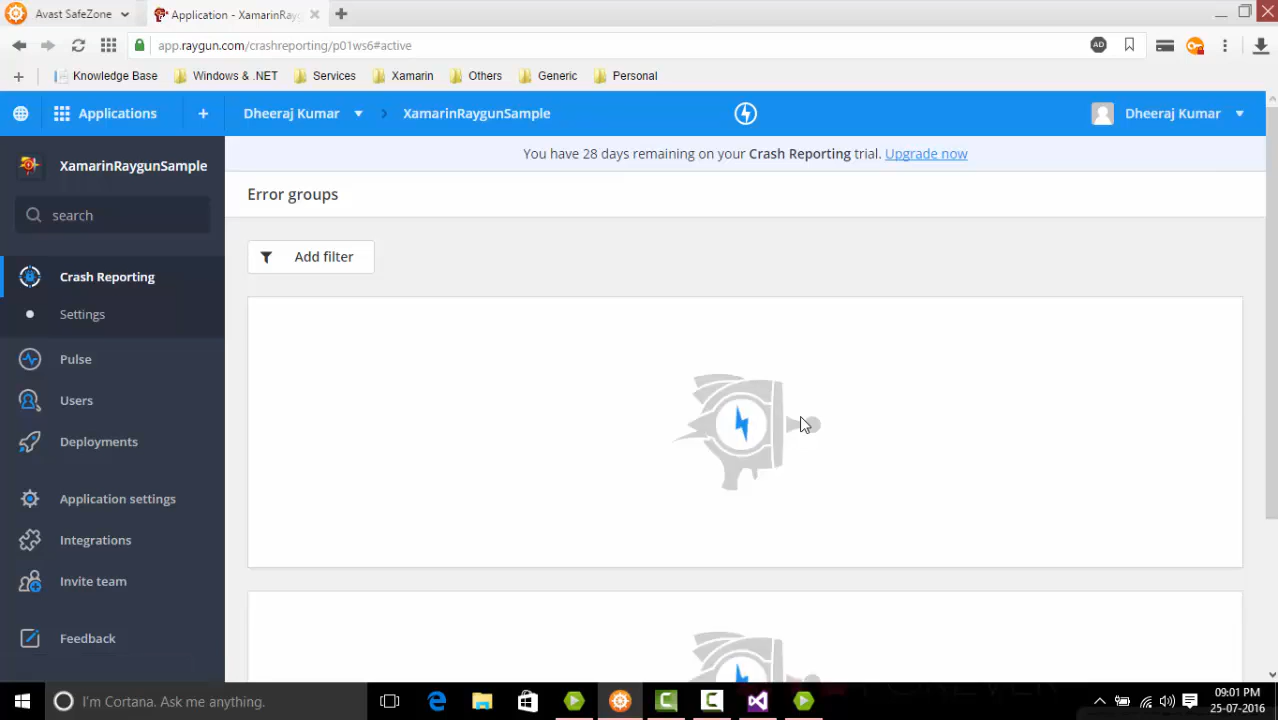 Avast SafeZone
Application - XamarinRayg
app.raygun.com/crashreporting/p01ws6#active
AD
Knowledge Base
Windows & .NET
Services
Xamarin
Others
Generic
Personal
Applications
Dheeraj Kumar
XamarinRaygunSample
Dheeraj Kumar
XamarinRaygunSample
You have 28 days remaining on your Crash Reporting trial. Upgrade now
Error groups
search
Add filter
Crash Reporting
Settings
Pulse
Users
Deployments
Application settings
Integrations
Invite team
Feedback
I'm Cortana. Ask me anything.
09:01 PM
25-07-2016